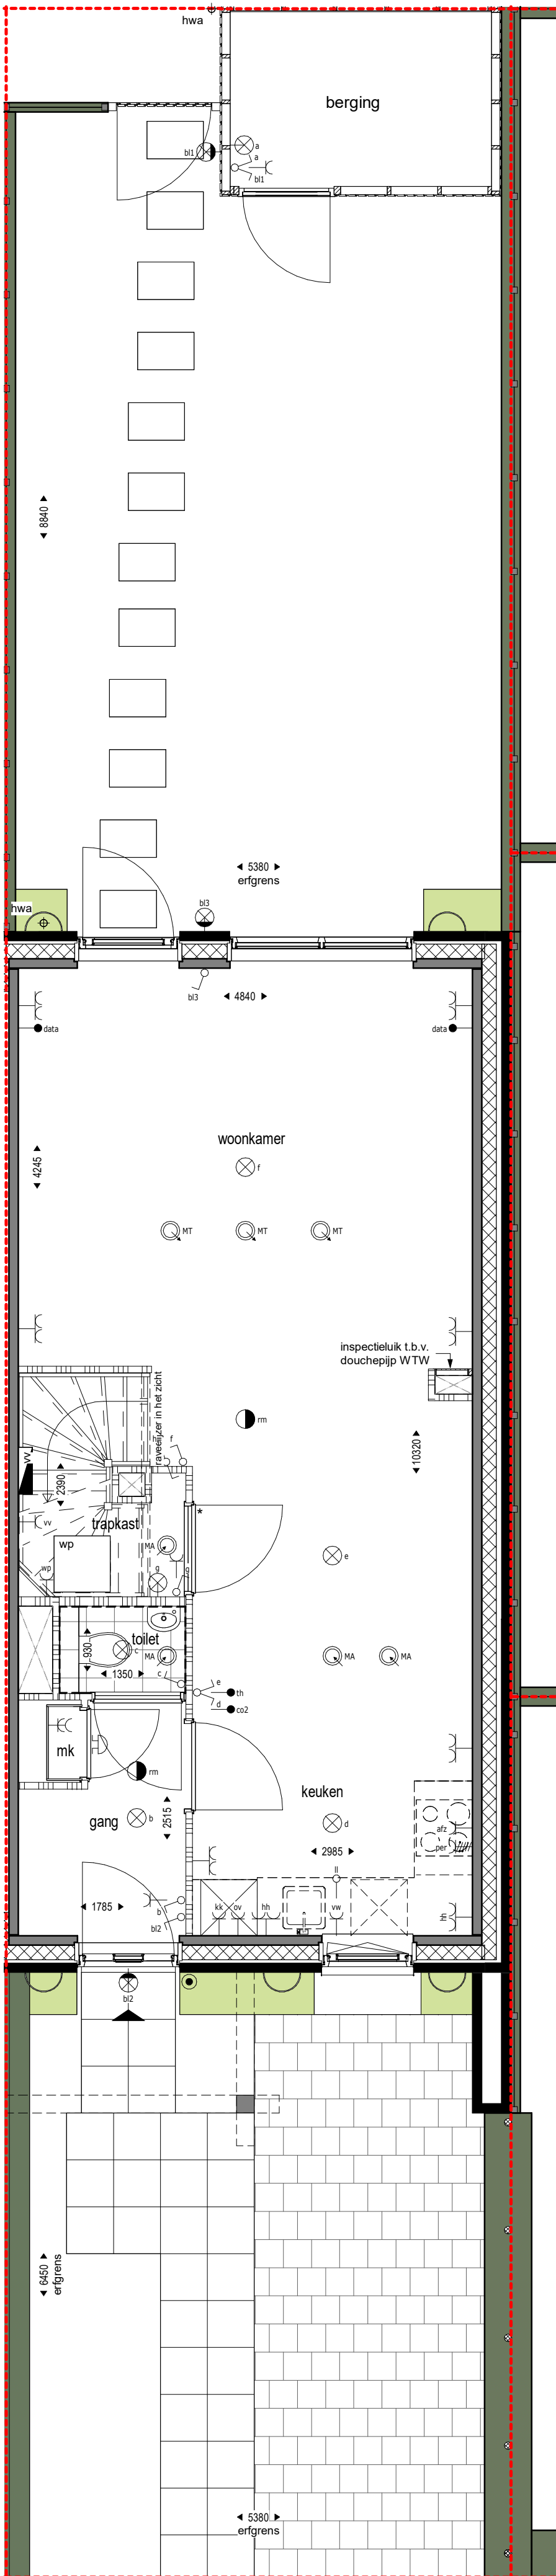 hwa
berging
a
bl1
a
bl1
8840
5380
erfgrens
hwa
bl3
bl3
4840
data
data
woonkamer
f
4245
MT
MT
MT
inspectieluik t.b.v.
douchepijp WTW
raveelijzer in het zicht
rm
f
10320
vv
2390
*
trapkast
vv
wp
MA
e
wp
g
g
toilet
930
c
MA
MA
MA
1350
c
e
th
d
co2
mk
rm
keuken
gang
b
2515
d
afz
per
2985
1785
b
bl2
kk
ov
hh
vw
ll
hh
bl2
6450
erfgrens
5380
erfgrens